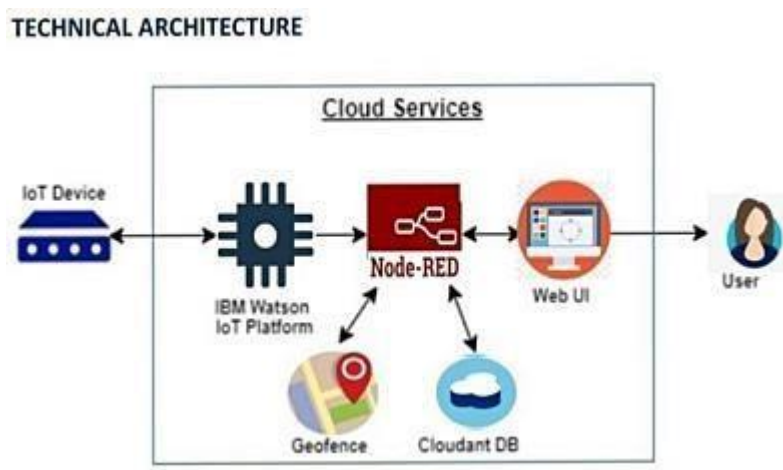 TECHNICAL ARCHITECTURE
Cloud Services
IoT Device
Node-RED
IBM Watson
IoT Platform
Web UI
User
Geofence
Cloudant DB